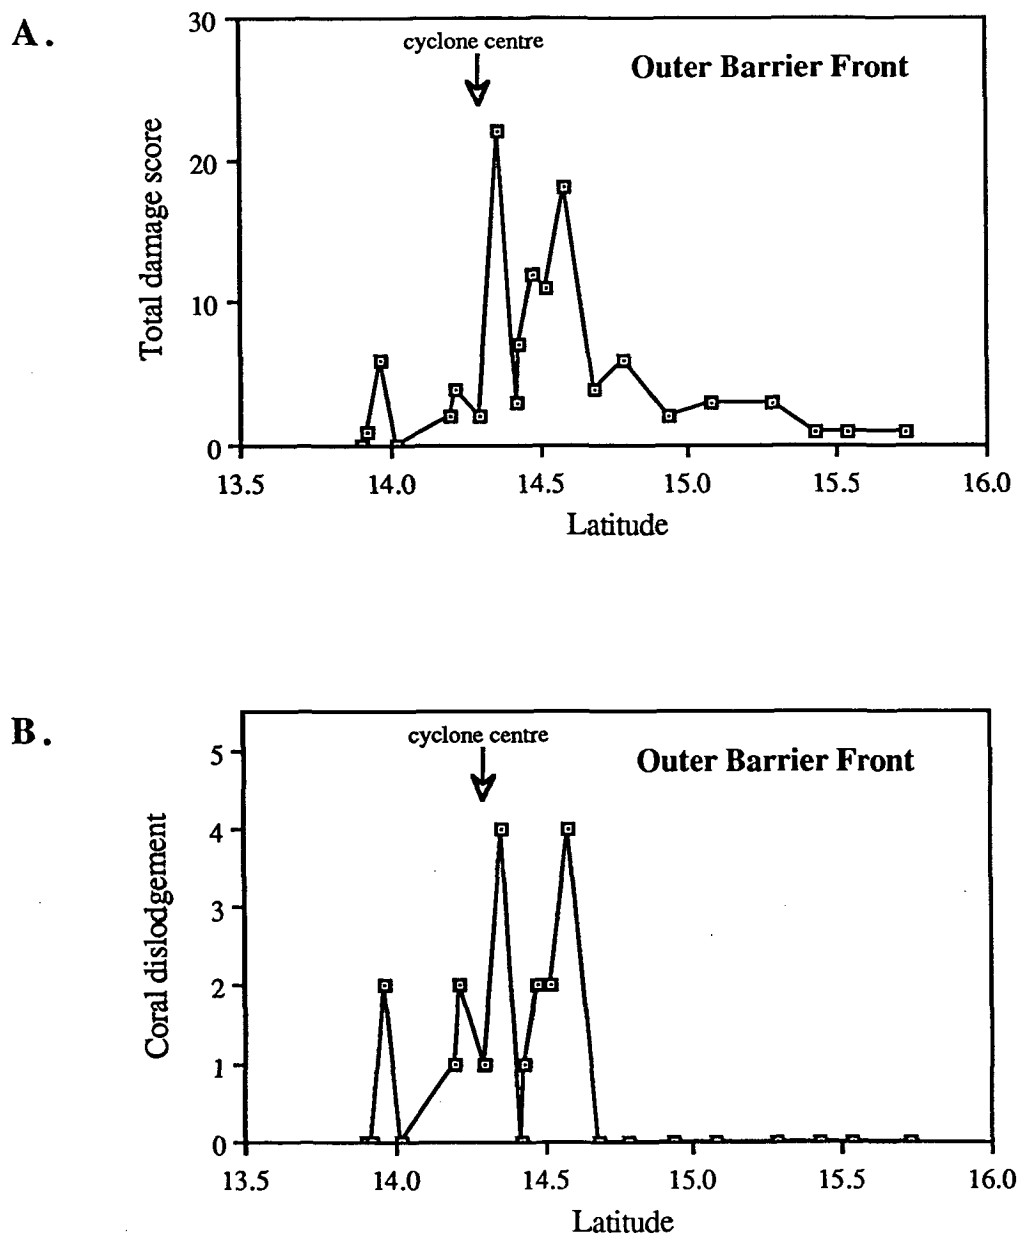 A.
30
cyclone centre
Outer Barrier Front
20
Total damage score
10
0
13.5 14.0 14.5 15.0 15.5 16.0
Latitude
B.
cyclone centre
5
Outer Barrier Front
4
Coral dislodgement
3
2
1
0
13.5 14.0 14.5 15.0 15.5 16.0
Latitude